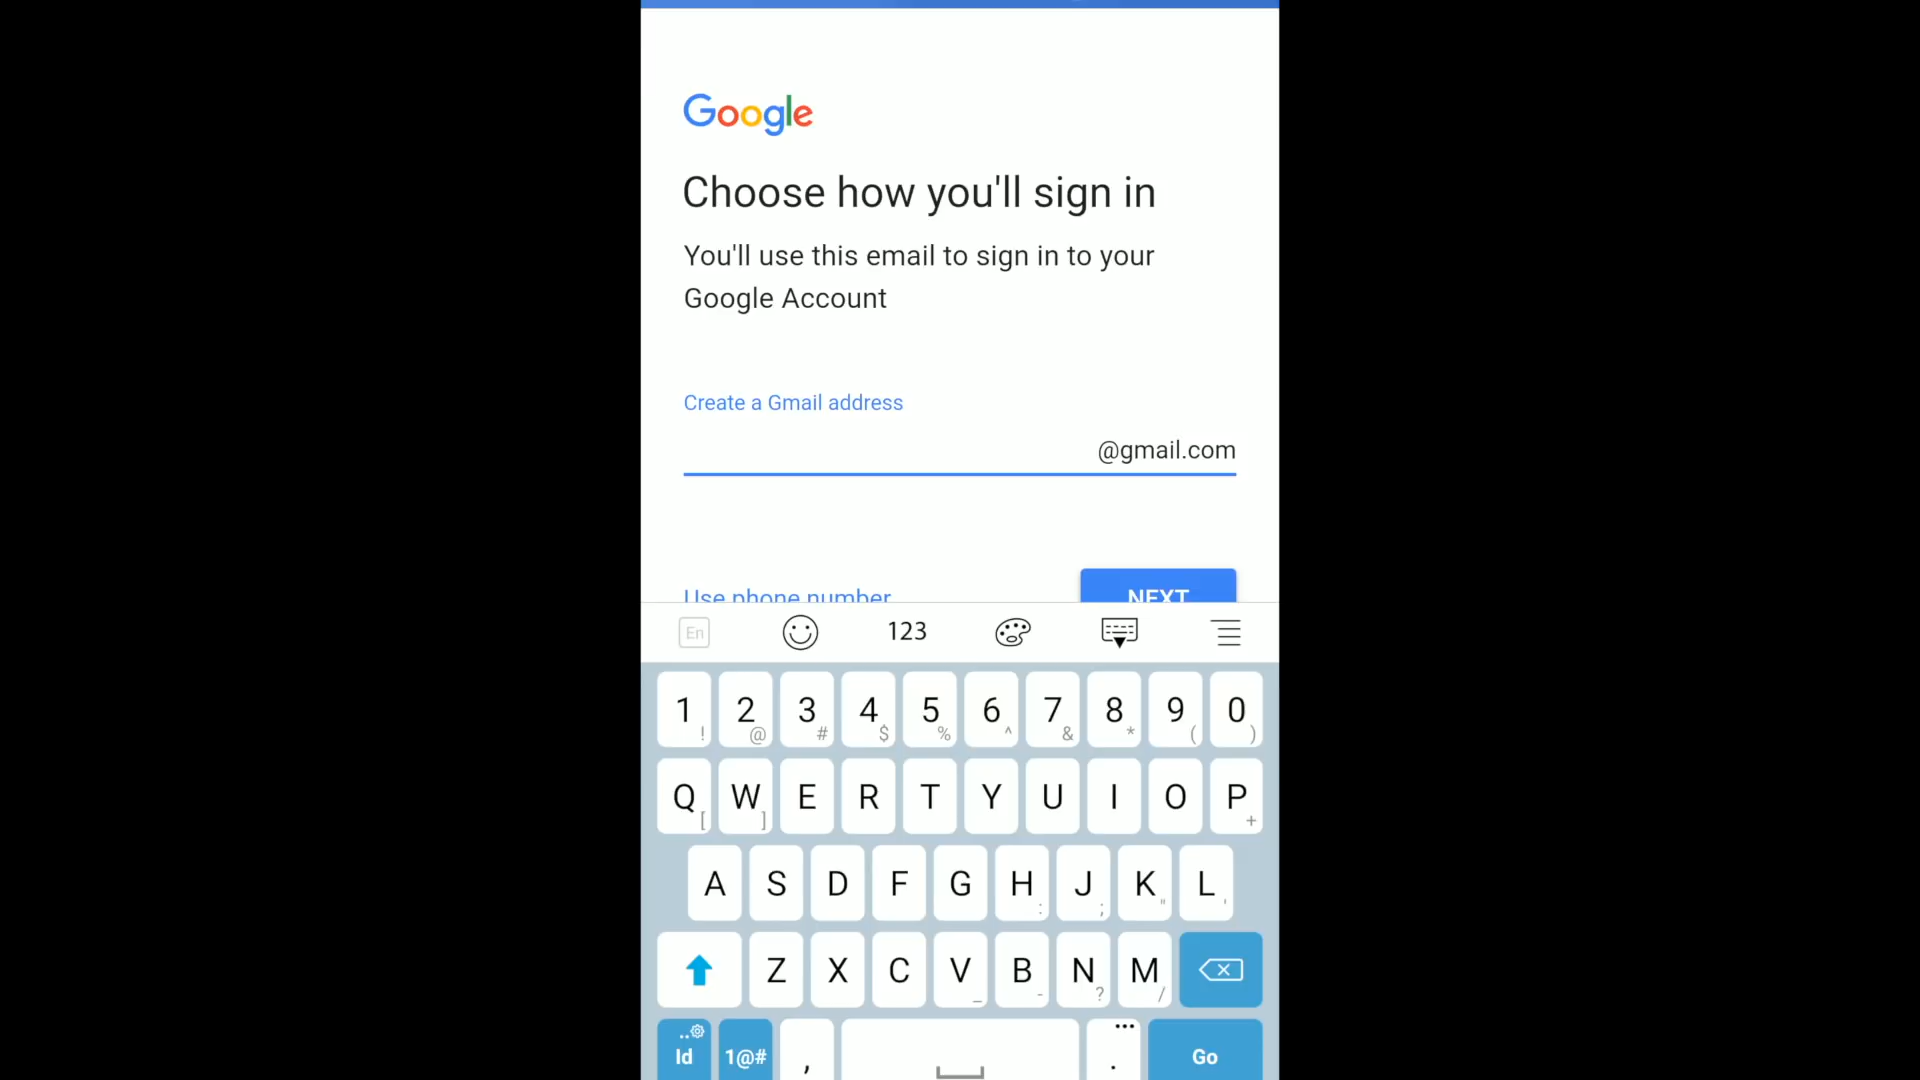 Google
Choose how you'll sign in
You'll use this email to sign in to your
Google Account
Create a Gmail address
@gmail.com
Use phone number
NEXT
En
123
1 ! 2 @ 3 # 4 $ 5 % 6 ^ 7 & 8 * 9 ( 0 )
Q [ W ] E R T Y U I O P +
A S D F G H : J ; K " L '
Z X C V _ B - N ? M /
Id 1@# , . Go